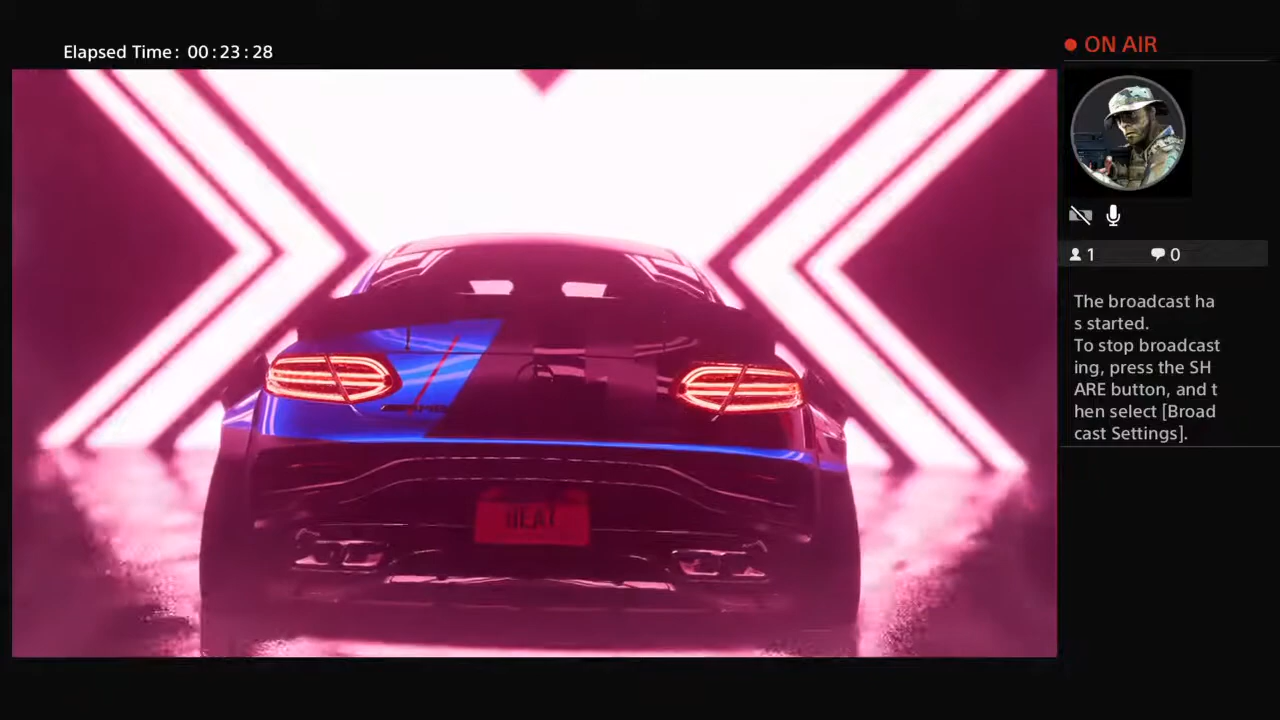 Elapsed Time: 00:23:28
ON AIR
1
0
The broadcast ha
s started.
To stop broadcast
ing, press the SH
ARE button, and t
hen select [Broad
cast Settings].
HEAT